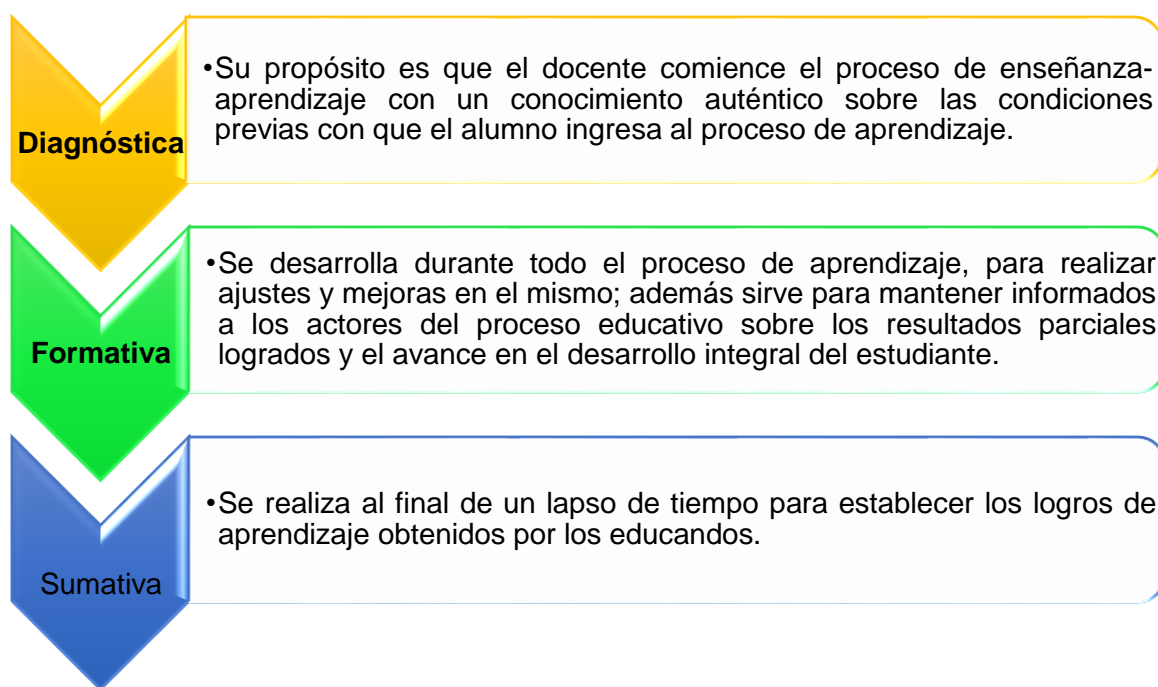 Diagnóstica
•Su propósito es que el docente comience el proceso de enseñanza-
aprendizaje con un conocimiento auténtico sobre las condiciones
previas con que el alumno ingresa al proceso de aprendizaje.
Formativa
•Se desarrolla durante todo el proceso de aprendizaje, para realizar
ajustes y mejoras en el mismo; además sirve para mantener informados
a los actores del proceso educativo sobre los resultados parciales
logrados y el avance en el desarrollo integral del estudiante.
Sumativa
•Se realiza al final de un lapso de tiempo para establecer los logros de
aprendizaje obtenidos por los educandos.